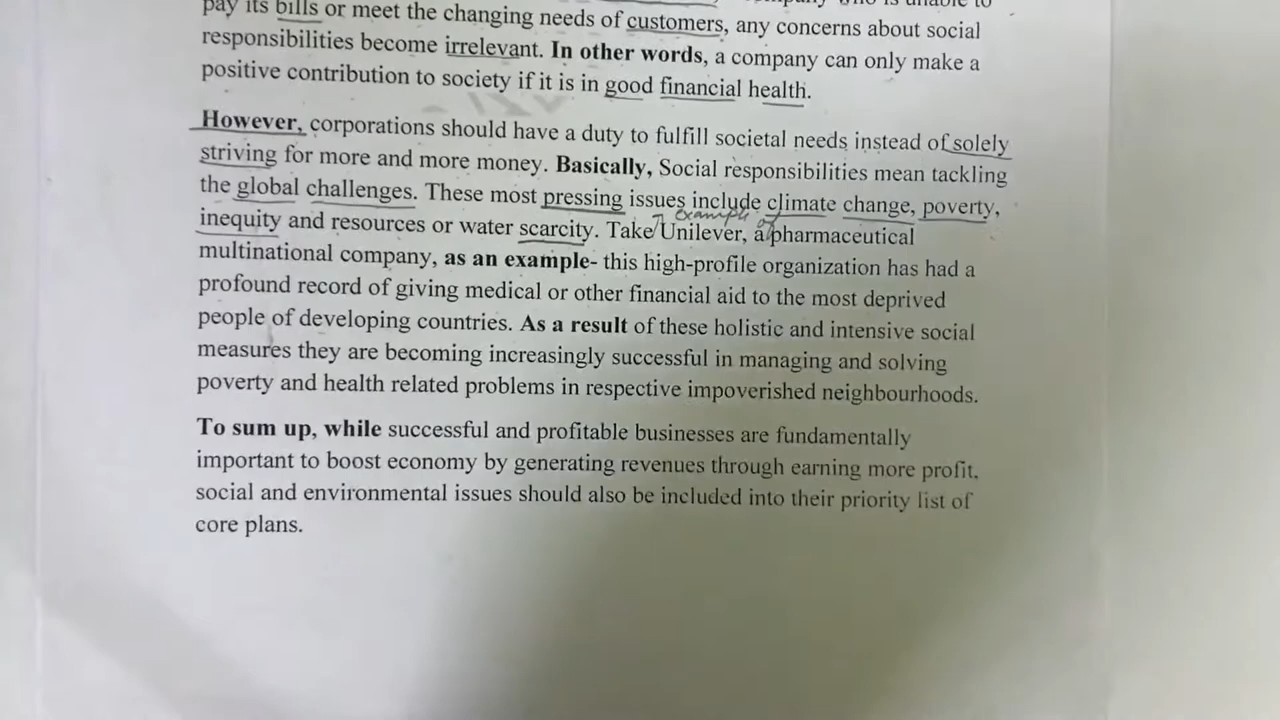 pay its bills or meet the changing needs of customers, any concerns about social
responsibilities become irrelevant. In other words, a company can only make a
positive contribution to society if it is in good financial health.
However, corporations should have a duty to fulfill societal needs instead of solely
striving for more and more money. Basically, Social responsibilities mean tackling
the global challenges. These most pressing issues include climate change, poverty,
example of
inequity and resources or water scarcity. Take Unilever, a pharmaceutical
multinational company, as an example- this high-profile organization has had a
profound record of giving medical or other financial aid to the most deprived
people of developing countries. As a result of these holistic and intensive social
measures they are becoming increasingly successful in managing and solving
poverty and health related problems in respective impoverished neighbourhoods.
To sum up, while successful and profitable businesses are fundamentally
important to boost economy by generating revenues through earning more profit,
social and environmental issues should also be included into their priority list of
core plans.